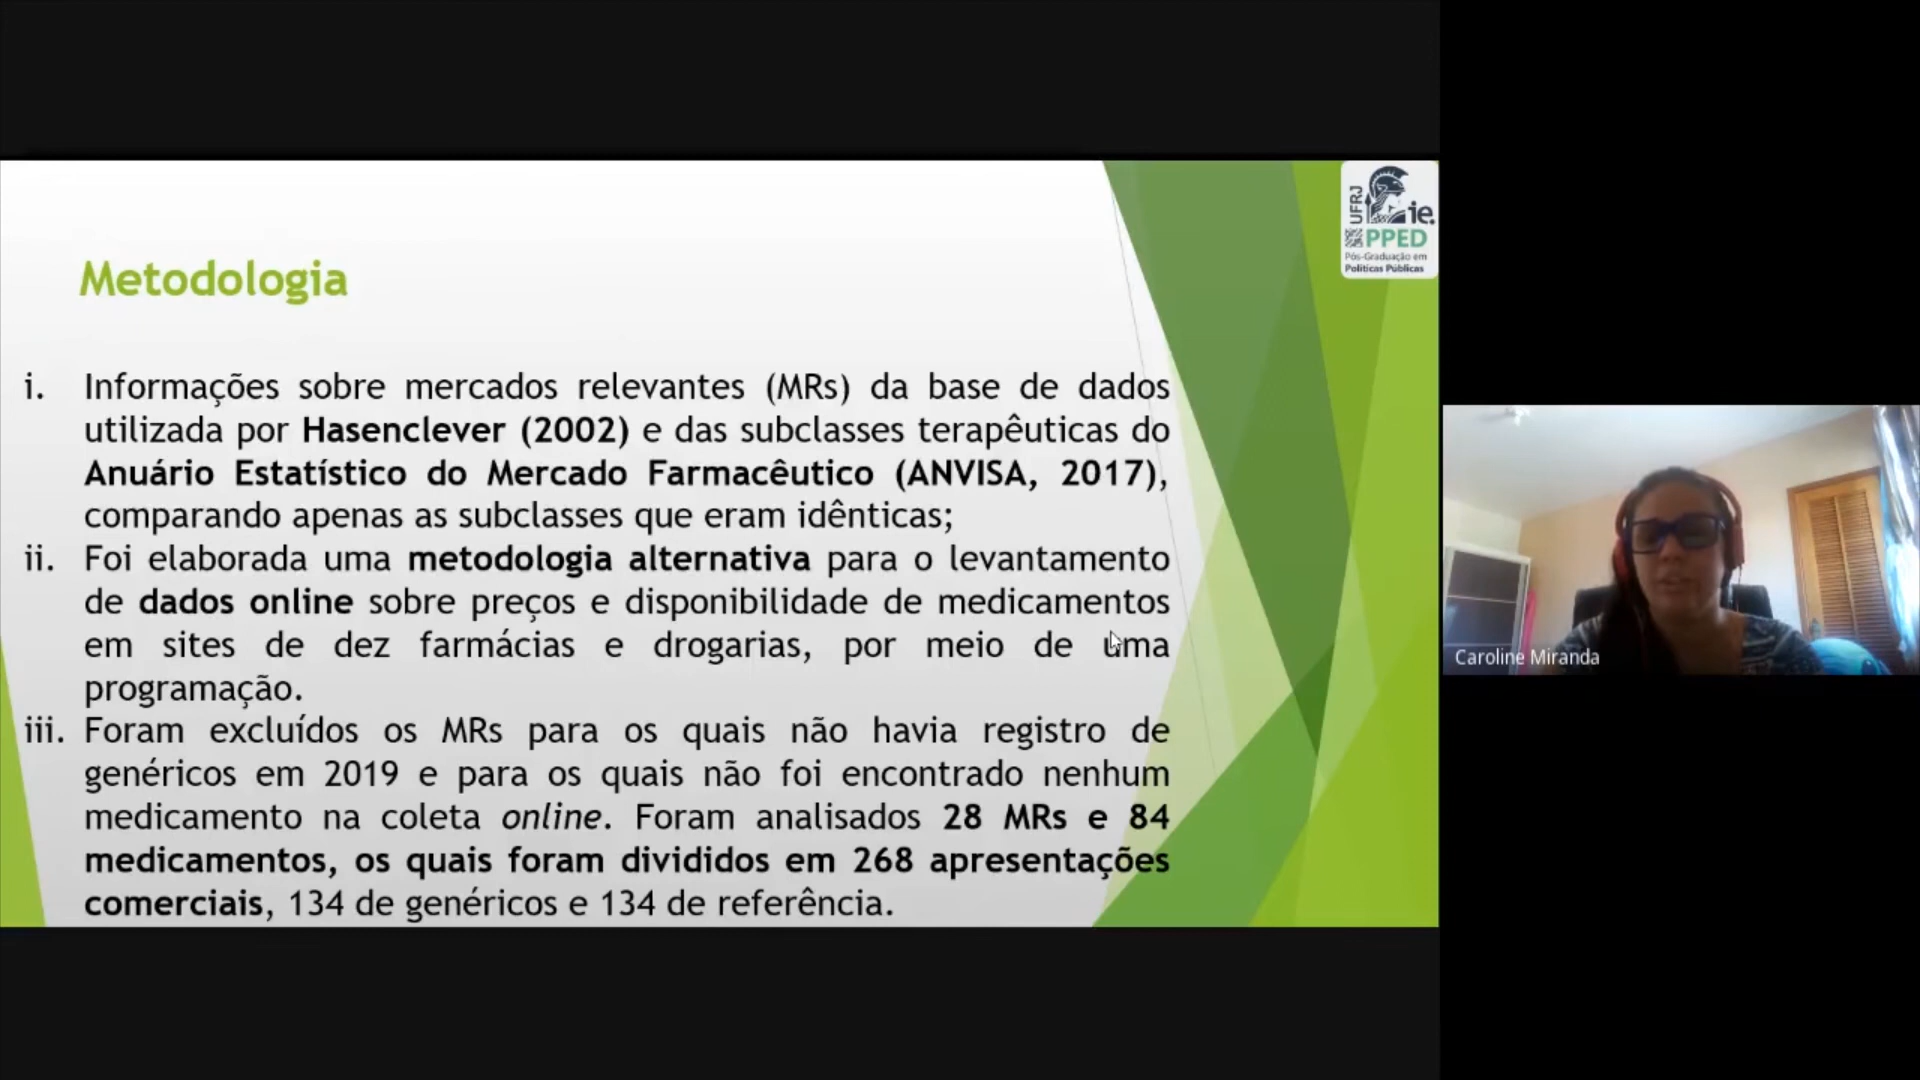 UFRJ
ie.
PPED
Pós-Graduação em
Políticas Públicas
Metodologia
i. Informações sobre mercados relevantes (MRs) da base de dados
utilizada por Hasenclever (2002) e das subclasses terapêuticas do
Anuário Estatístico do Mercado Farmacêutico (ANVISA, 2017),
comparando apenas as subclasses que eram idênticas;
ii. Foi elaborada uma metodologia alternativa para o levantamento
de dados online sobre preços e disponibilidade de medicamentos
em sites de dez farmácias e drogarias, por meio de uma
programação.
iii. Foram excluídos os MRs para os quais não havia registro de
genéricos em 2019 e para os quais não foi encontrado nenhum
medicamento na coleta online. Foram analisados 28 MRs e 84
medicamentos, os quais foram divididos em 268 apresentações
comerciais, 134 de genéricos e 134 de referência.
Caroline Miranda